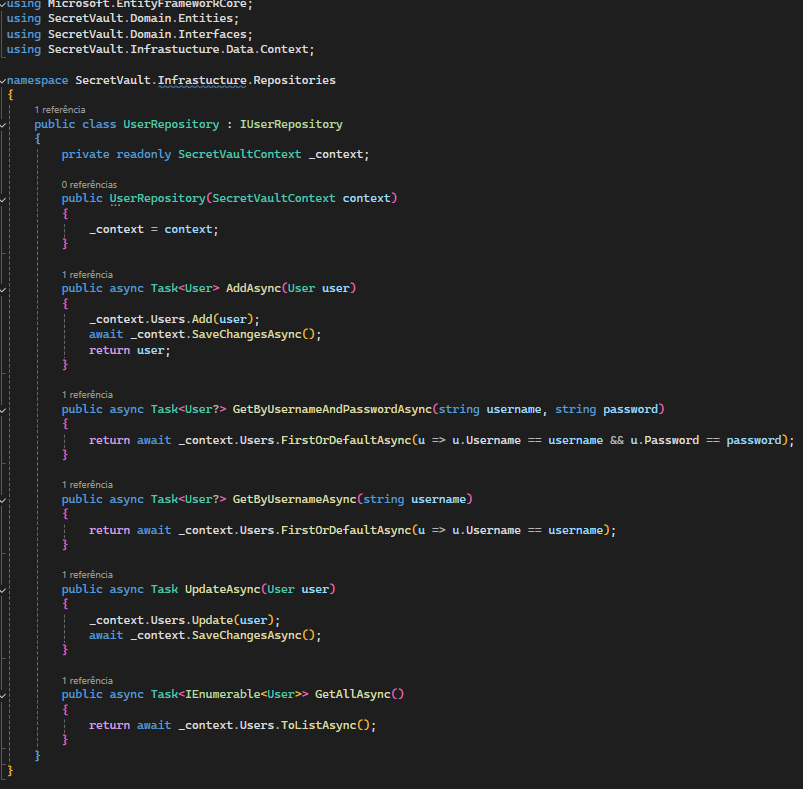 using Microsoft.EntityFrameworkCore;
using SecretVault.Domain.Entities;
using SecretVault.Domain.Interfaces;
using SecretVault.Infrastucture.Data.Context;

namespace SecretVault.Infrastucture.Repositories
{
    1 referência
    public class UserRepository : IUserRepository
    {
        private readonly SecretVaultContext _context;

        0 referências
        public UserRepository(SecretVaultContext context)
        {
            _context = context;
        }

        1 referência
        public async Task<User> AddAsync(User user)
        {
            _context.Users.Add(user);
            await _context.SaveChangesAsync();
            return user;
        }

        1 referência
        public async Task<User?> GetByUsernameAndPasswordAsync(string username, string password)
        {
            return await _context.Users.FirstOrDefaultAsync(u => u.Username == username && u.Password == password);
        }

        1 referência
        public async Task<User?> GetByUsernameAsync(string username)
        {
            return await _context.Users.FirstOrDefaultAsync(u => u.Username == username);
        }

        1 referência
        public async Task UpdateAsync(User user)
        {
            _context.Users.Update(user);
            await _context.SaveChangesAsync();
        }

        1 referência
        public async Task<IEnumerable<User>> GetAllAsync()
        {
            return await _context.Users.ToListAsync();
        }
    }
}